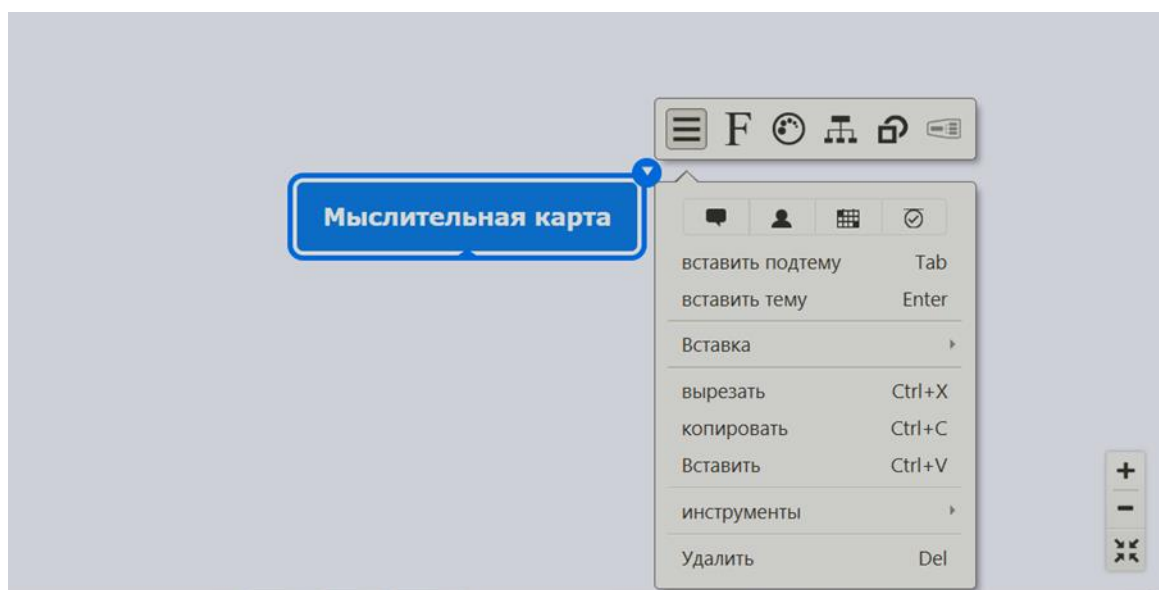 F
Мыслительная карта
вставить подтему Tab
вставить тему Enter
Вставка
вырезать Ctrl+X
копировать Ctrl+C
Вставить Ctrl+V
инструменты
Удалить Del